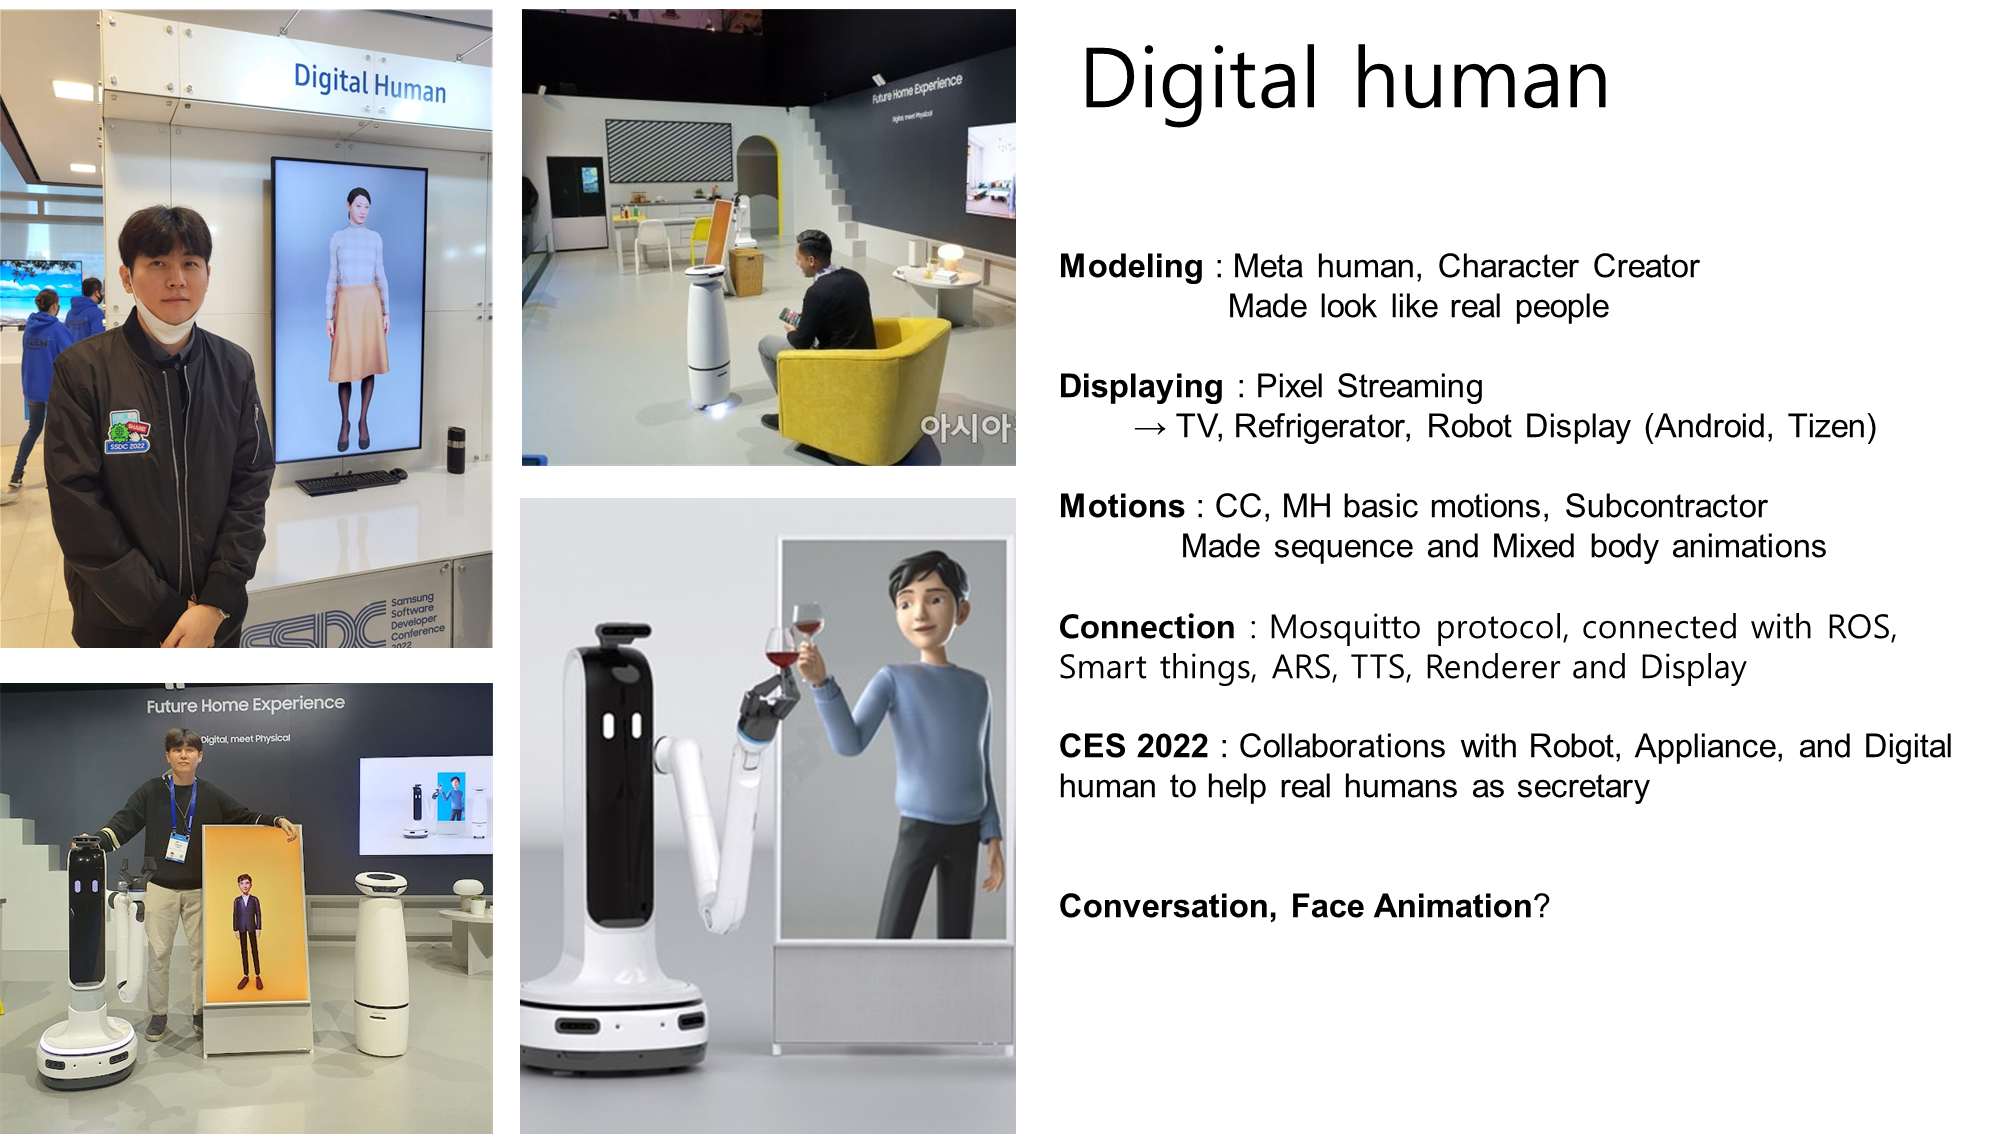 Digital Human
SHARE!
SSDC 2022
SSDC
Samsung
Software
Developer
Conference
2022
Future Home Experience
Digital, meet Physical
아시아
Future Home Experience
Digital, meet Physical
Digital human
Modeling : Meta human, Character Creator
Made look like real people
Displaying : Pixel Streaming
→ TV, Refrigerator, Robot Display (Android, Tizen)
Motions : CC, MH basic motions, Subcontractor
Made sequence and Mixed body animations
Connection : Mosquitto protocol, connected with ROS,
Smart things, ARS, TTS, Renderer and Display
CES 2022 : Collaborations with Robot, Appliance, and Digital
human to help real humans as secretary
Conversation, Face Animation?